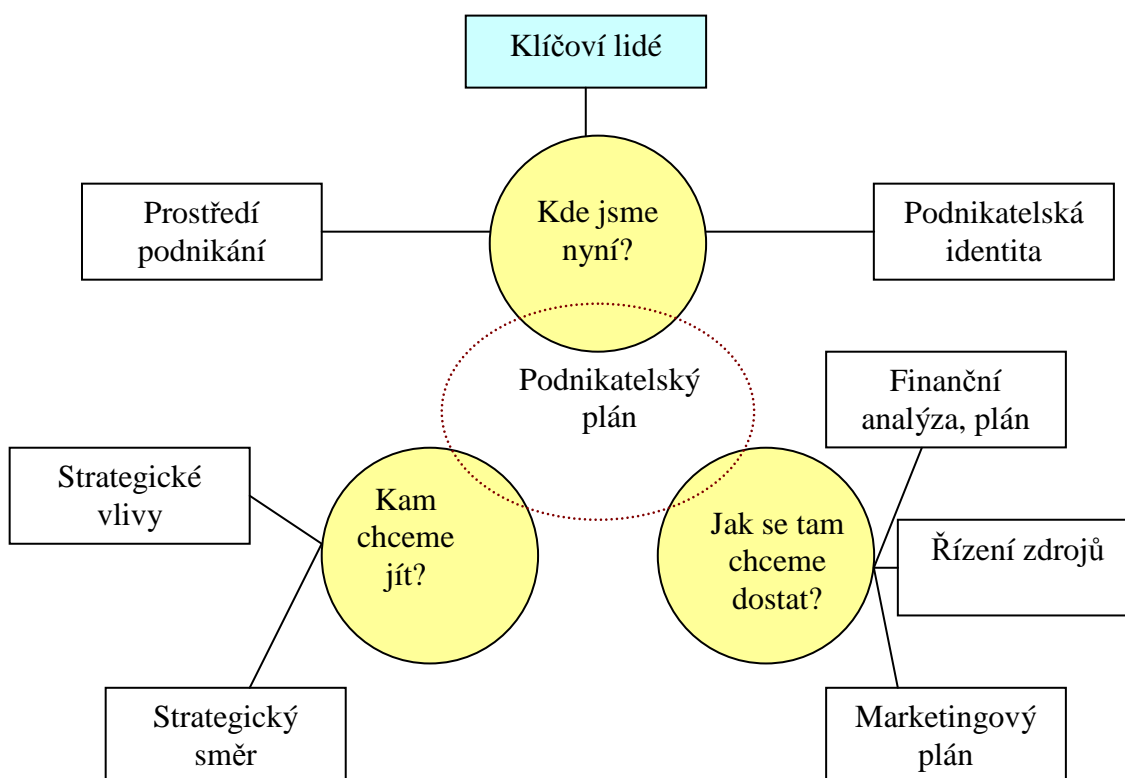 Klíčoví lidé
Prostředí
podnikání
Kde jsme
nyní?
Podnikatelská
identita
Podnikatelský
plán
Finanční
analýza, plán
Strategické
vlivy
Kam
chceme
jít?
Jak se tam
chceme
dostat?
Řízení zdrojů
Strategický
směr
Marketingový
plán